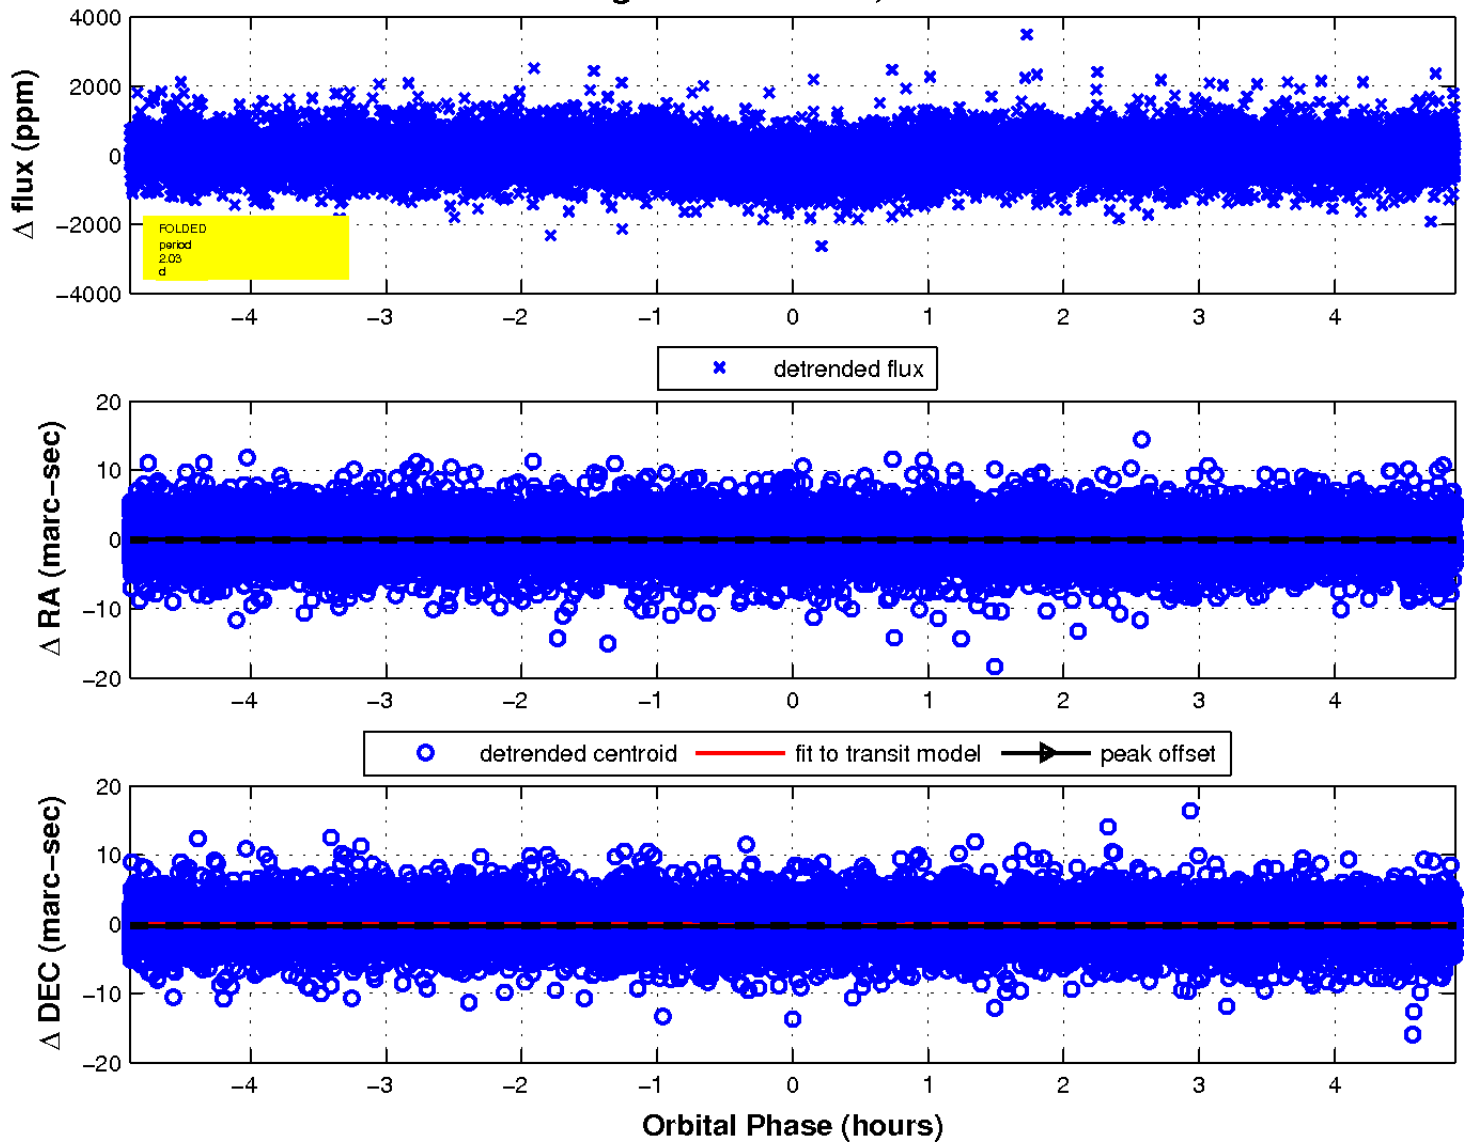 4000
2000
0
−2000
−4000
Δ flux (ppm)
FOLDED
period
2.03
d
−4 −3 −2 −1 0 1 2 3 4
detrended flux
20
10
0
−10
−20
Δ RA (marc−sec)
−4 −3 −2 −1 0 1 2 3 4
detrended centroid fit to transit model peak offset
20
10
0
−10
−20
Δ DEC (marc−sec)
−4 −3 −2 −1 0 1 2 3 4
Orbital Phase (hours)